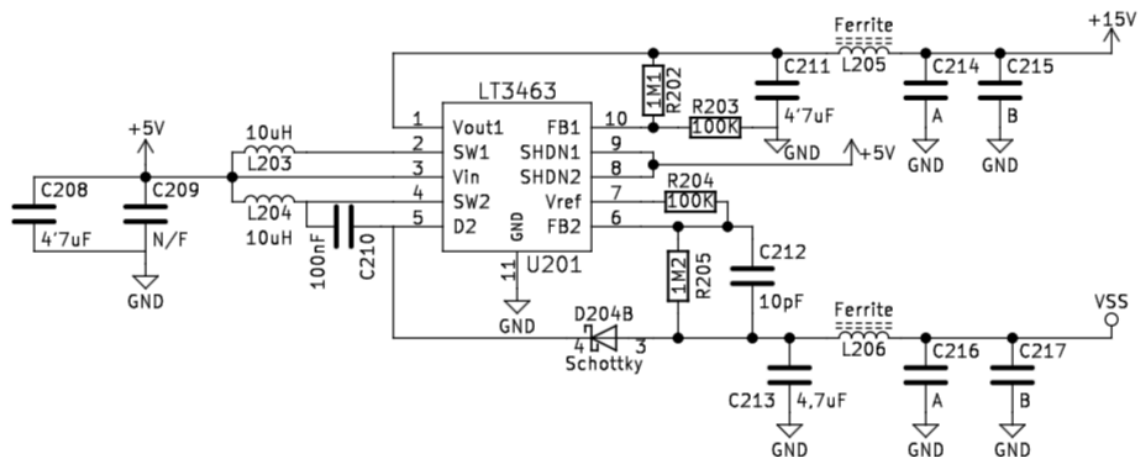 Ferrite
+15V
L205
C211
4'7uF
GND
C214
A
GND
C215
B
GND
1M1
R202
R203
100K
LT3463
1
Vout1
FB1
10
2
SW1
SHDN1
9
3
Vin
SHDN2
8
4
SW2
Vref
7
5
D2
FB2
6
GND
11
U201
GND
+5V
+5V
10uH
L203
L204
10uH
C208
4'7uF
C209
N/F
GND
100nF
C210
R204
100K
1M2
R205
C212
10pF
D204B
4
3
Schottky
Ferrite
L206
VSS
C213
4,7uF
GND
C216
A
GND
C217
B
GND